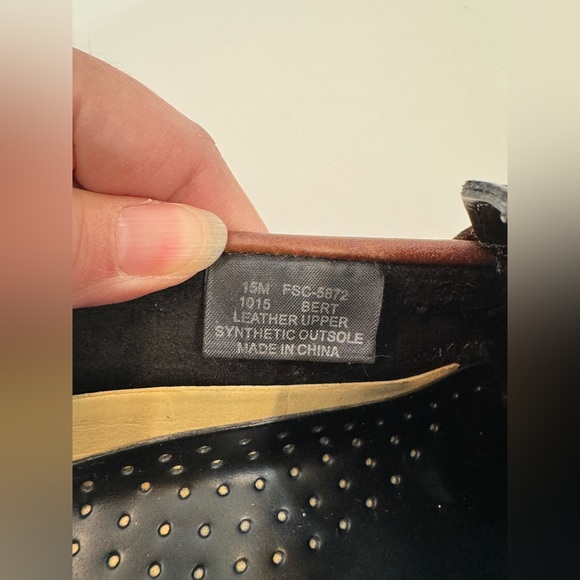 15M FSC-5872
1015 BERT
LEATHER UPPER
SYNTHETIC OUTSOLE
MADE IN CHINA